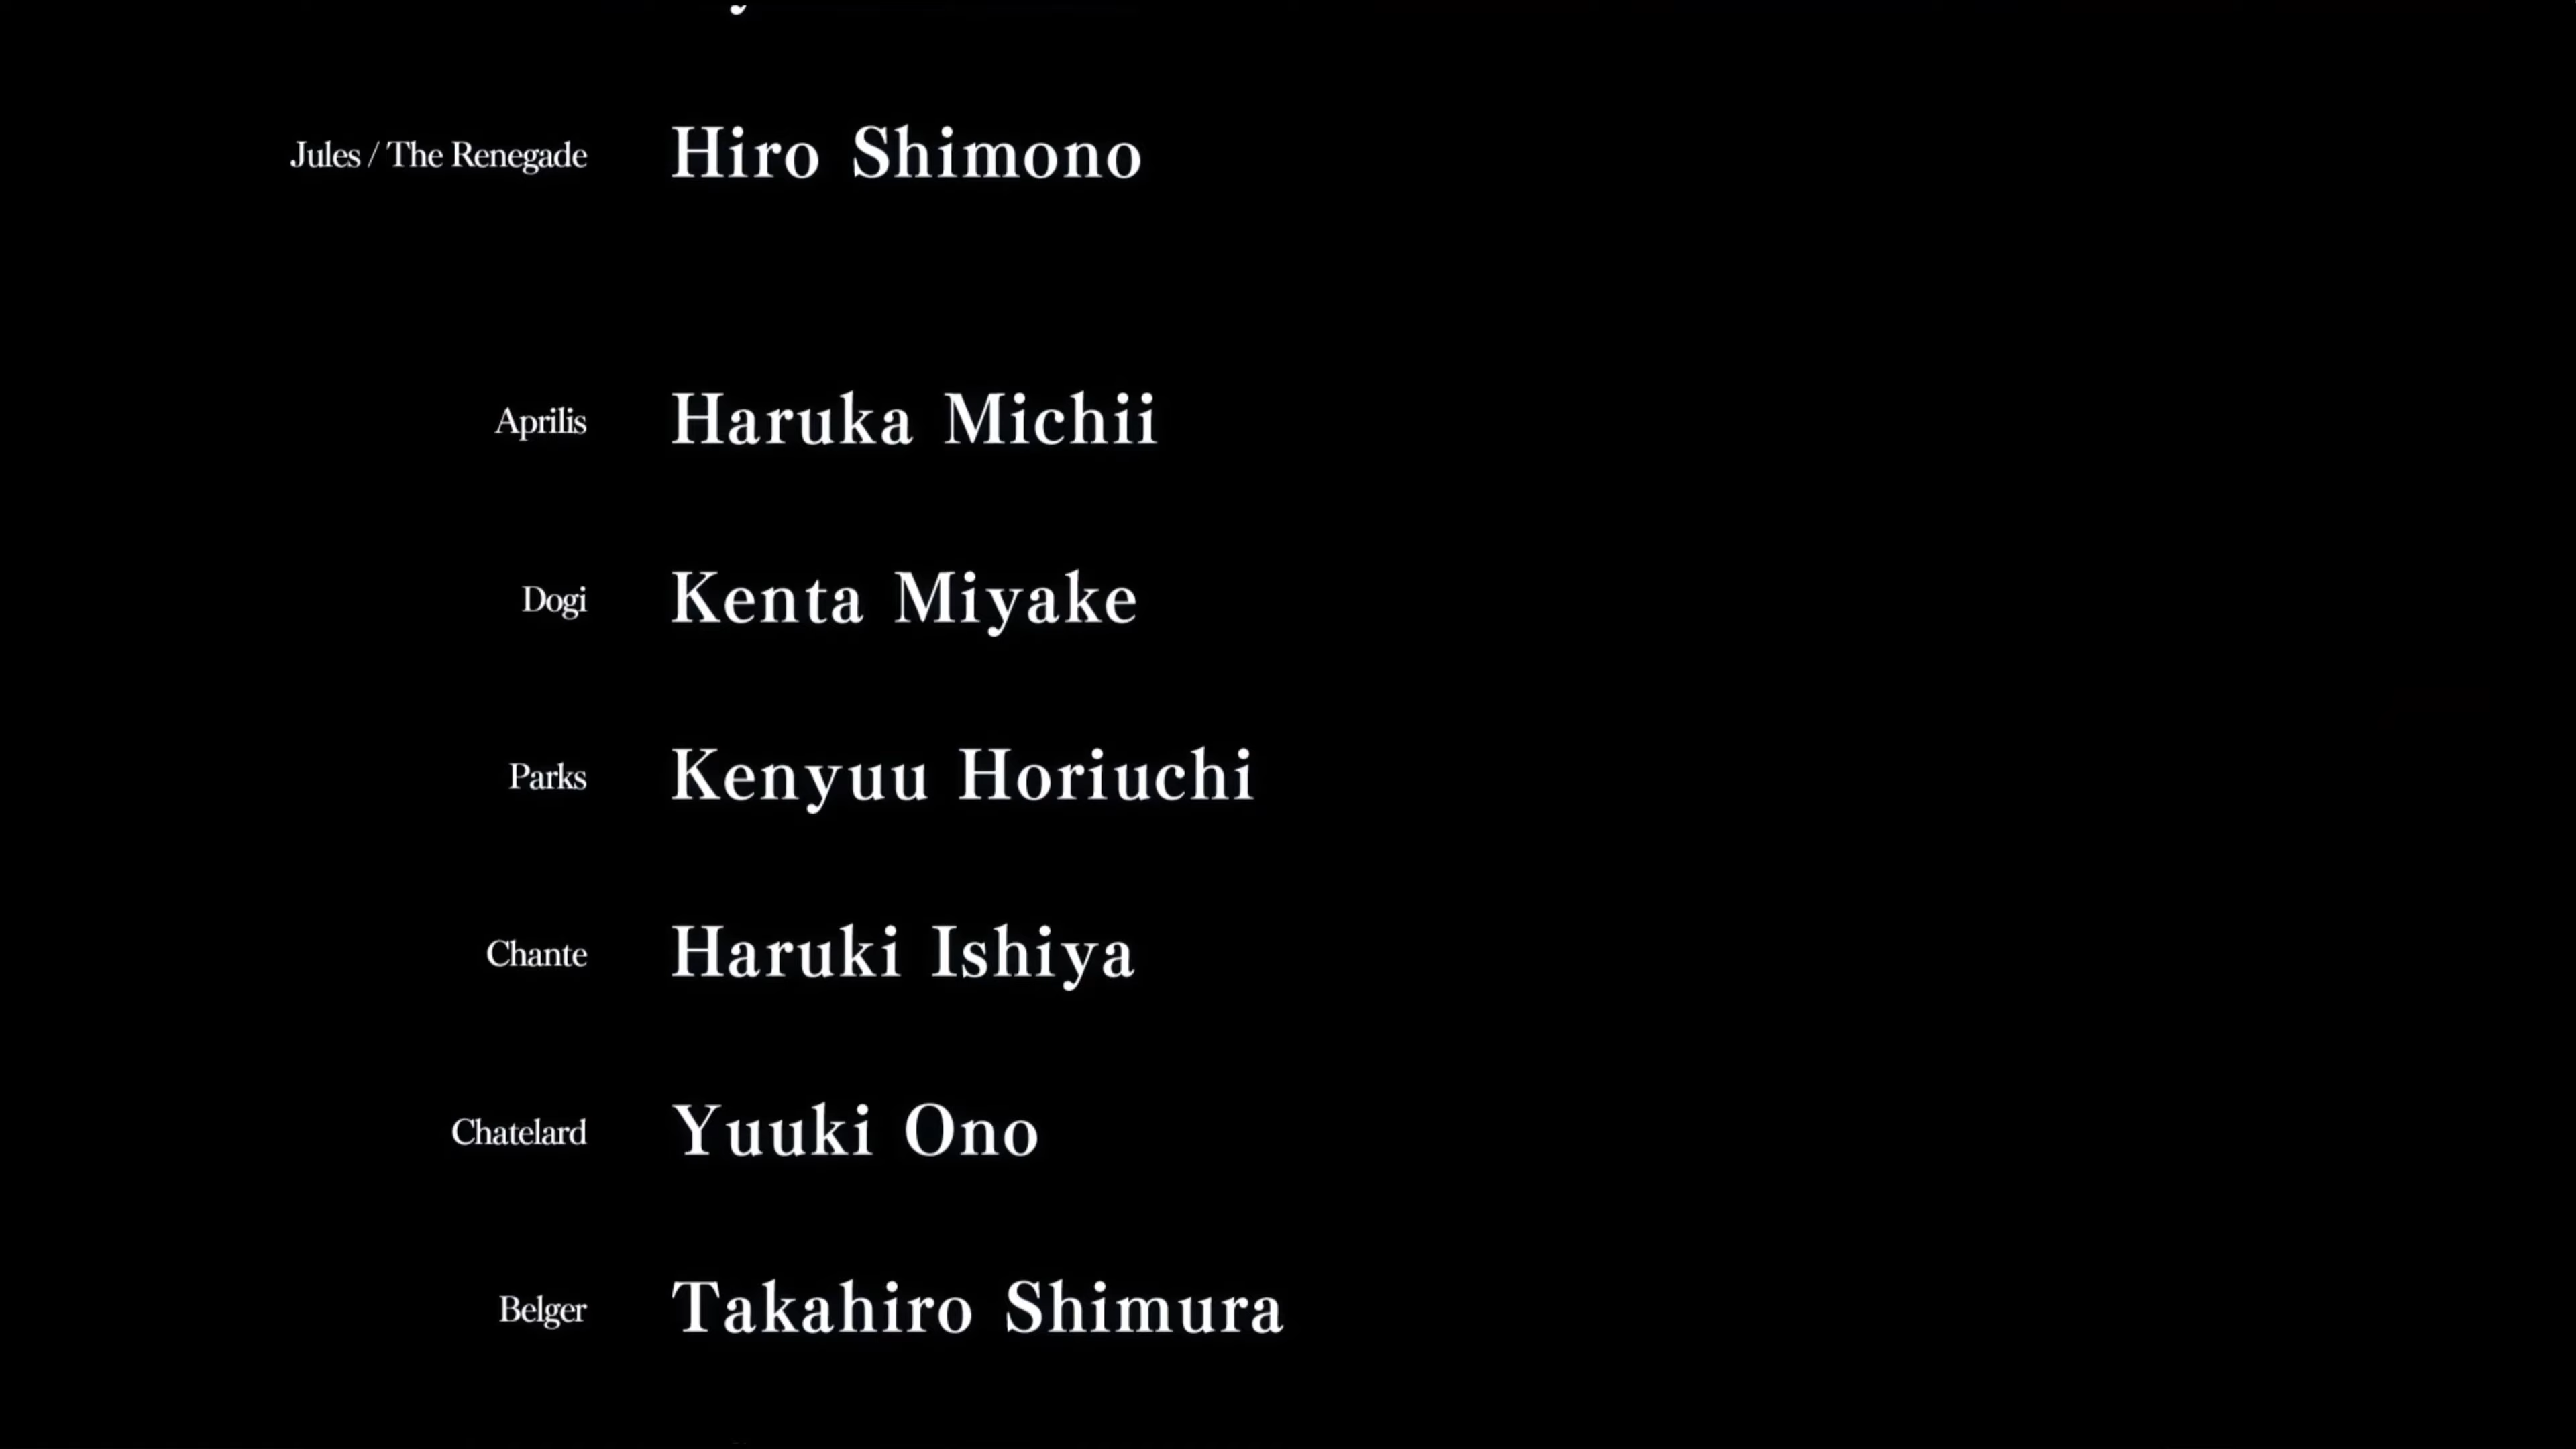 Jules / The Renegade Hiro Shimono
Aprilis Haruka Michii
Dogi Kenta Miyake
Parks Kenyuu Horiuchi
Chante Haruki Ishiya
Chatelard Yuuki Ono
Belger Takahiro Shimura